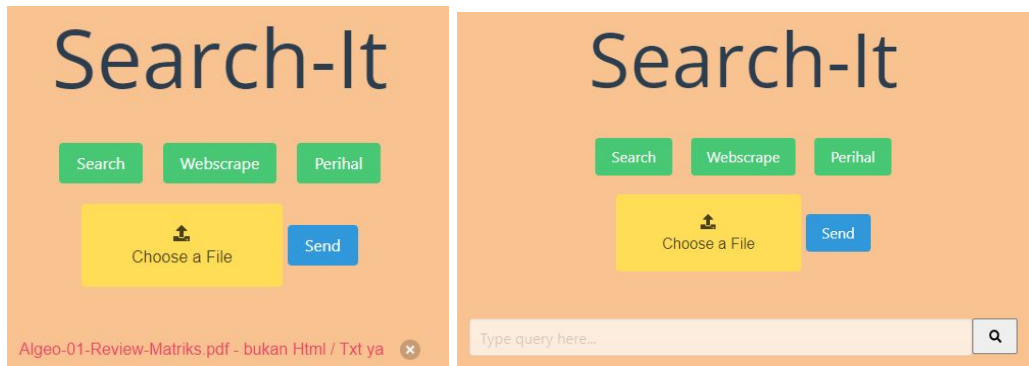 Search-It
Search Webscrape Perihal
Choose a File
Send
Algeo-01-Review-Matriks.pdf - bukan Html / Txt ya
Search-It
Search Webscrape Perihal
Choose a File
Send
Type query here...